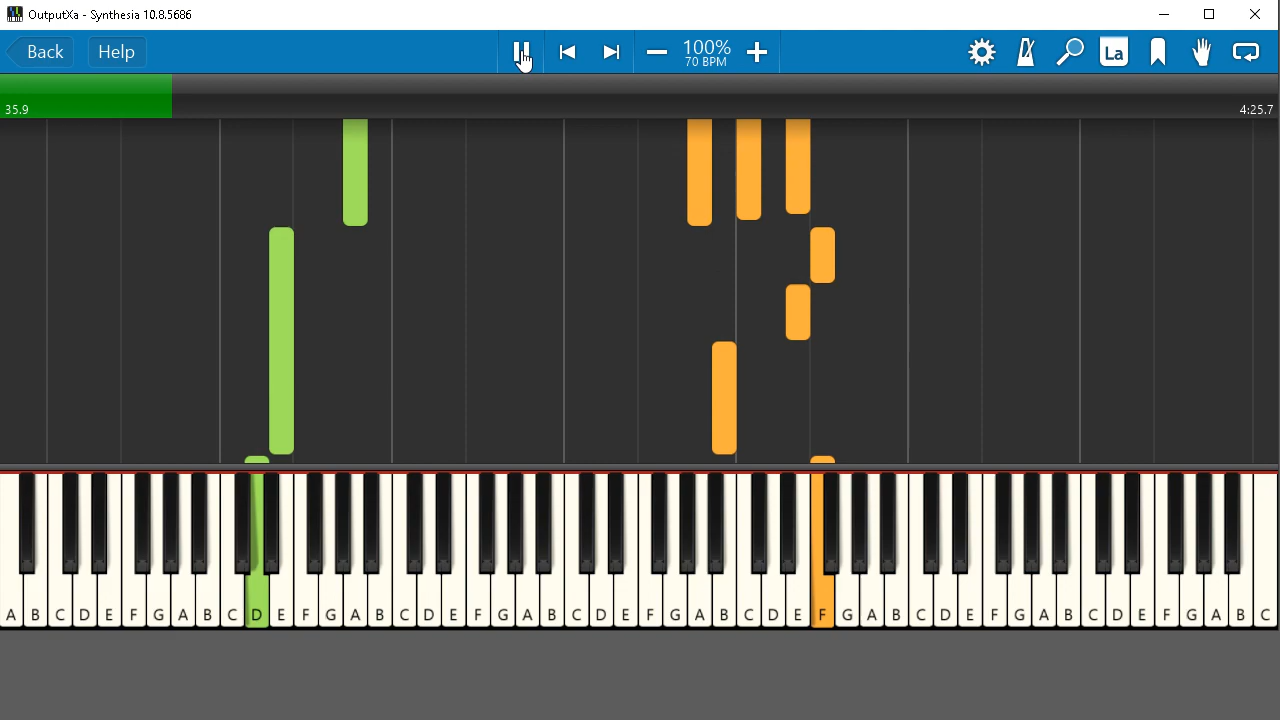 OutputXa - Synthesia 10.8.5686
Back Help 100% La
70 BPM
35.9 4:25.7
A B C D E F G A B C D E F G A B C D E F G A B C D E F G A B C D E F G A B C D E F G A B C D E F G A B C